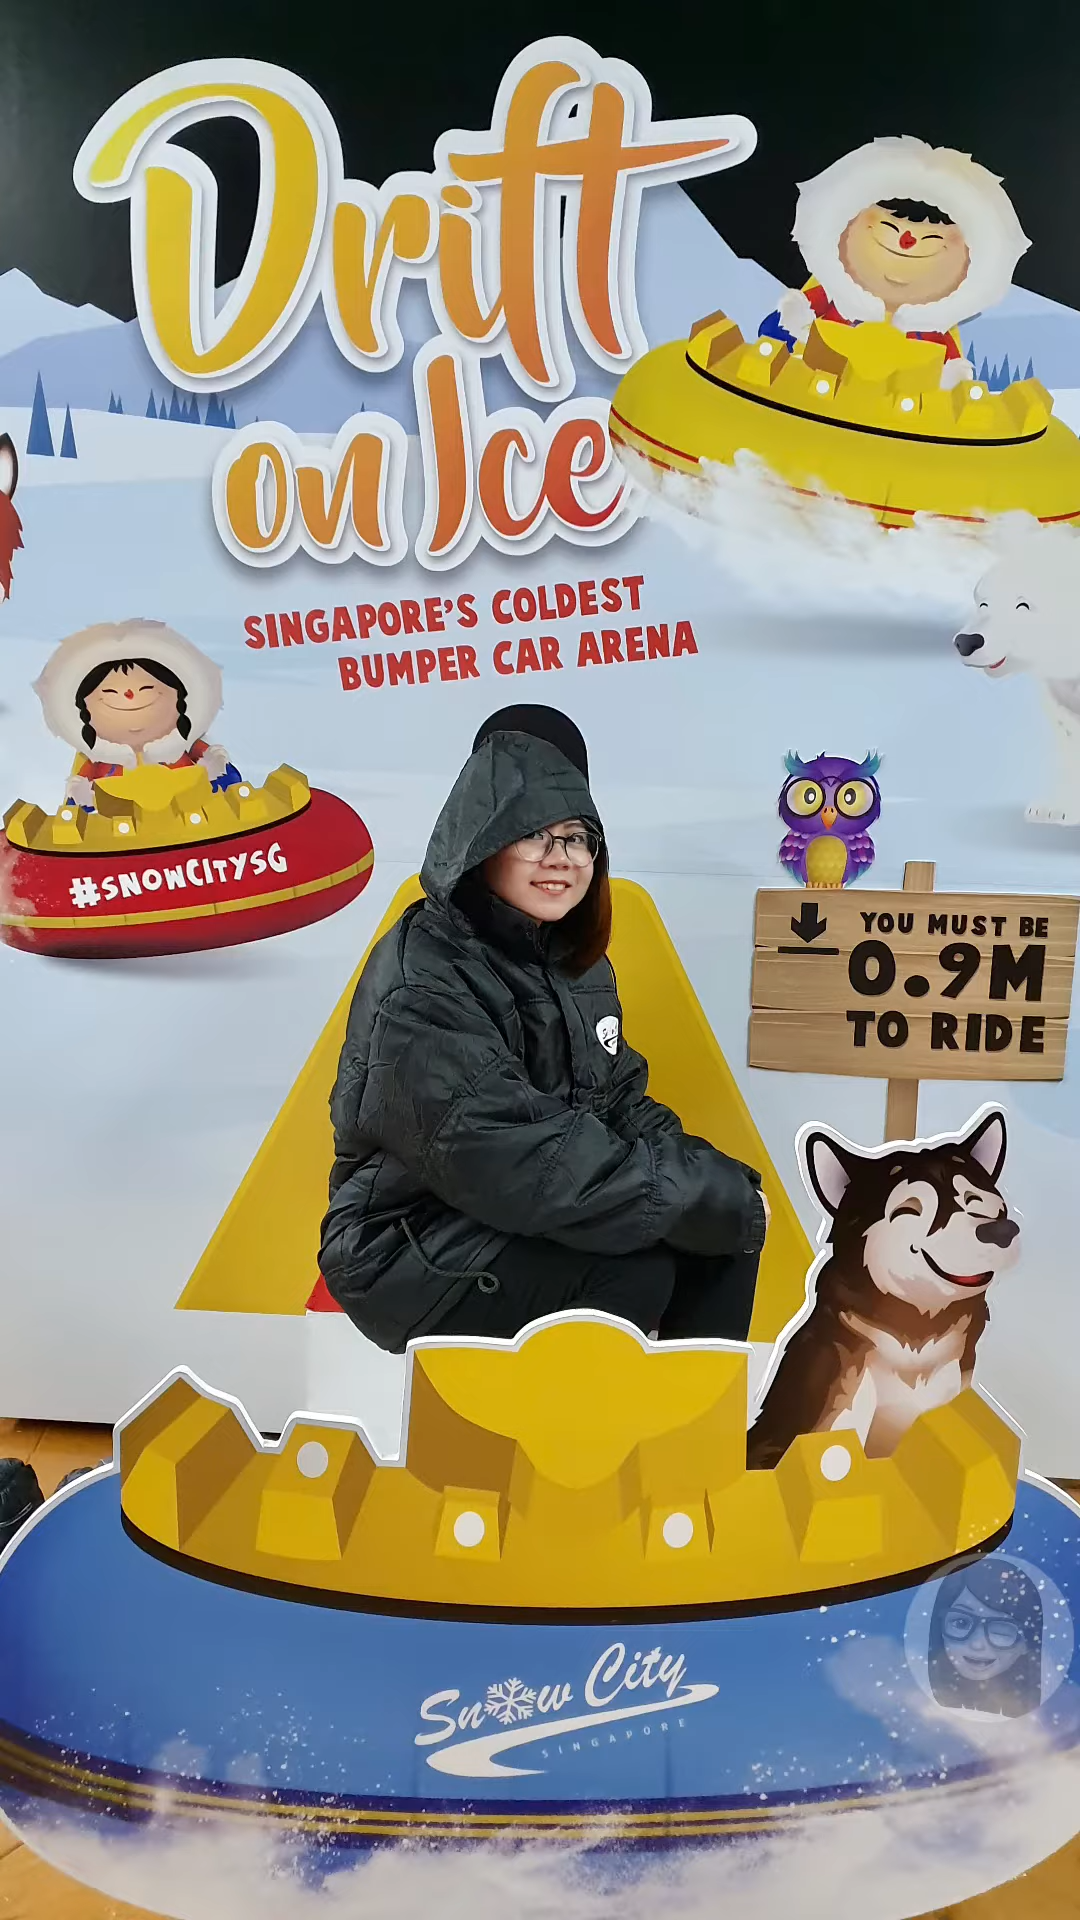 Drift
on Ice
SINGAPORE'S COLDEST
BUMPER CAR ARENA
#SNOWCITYSG
YOU MUST BE
0.9M
TO RIDE
Snow City
SINGAPORE